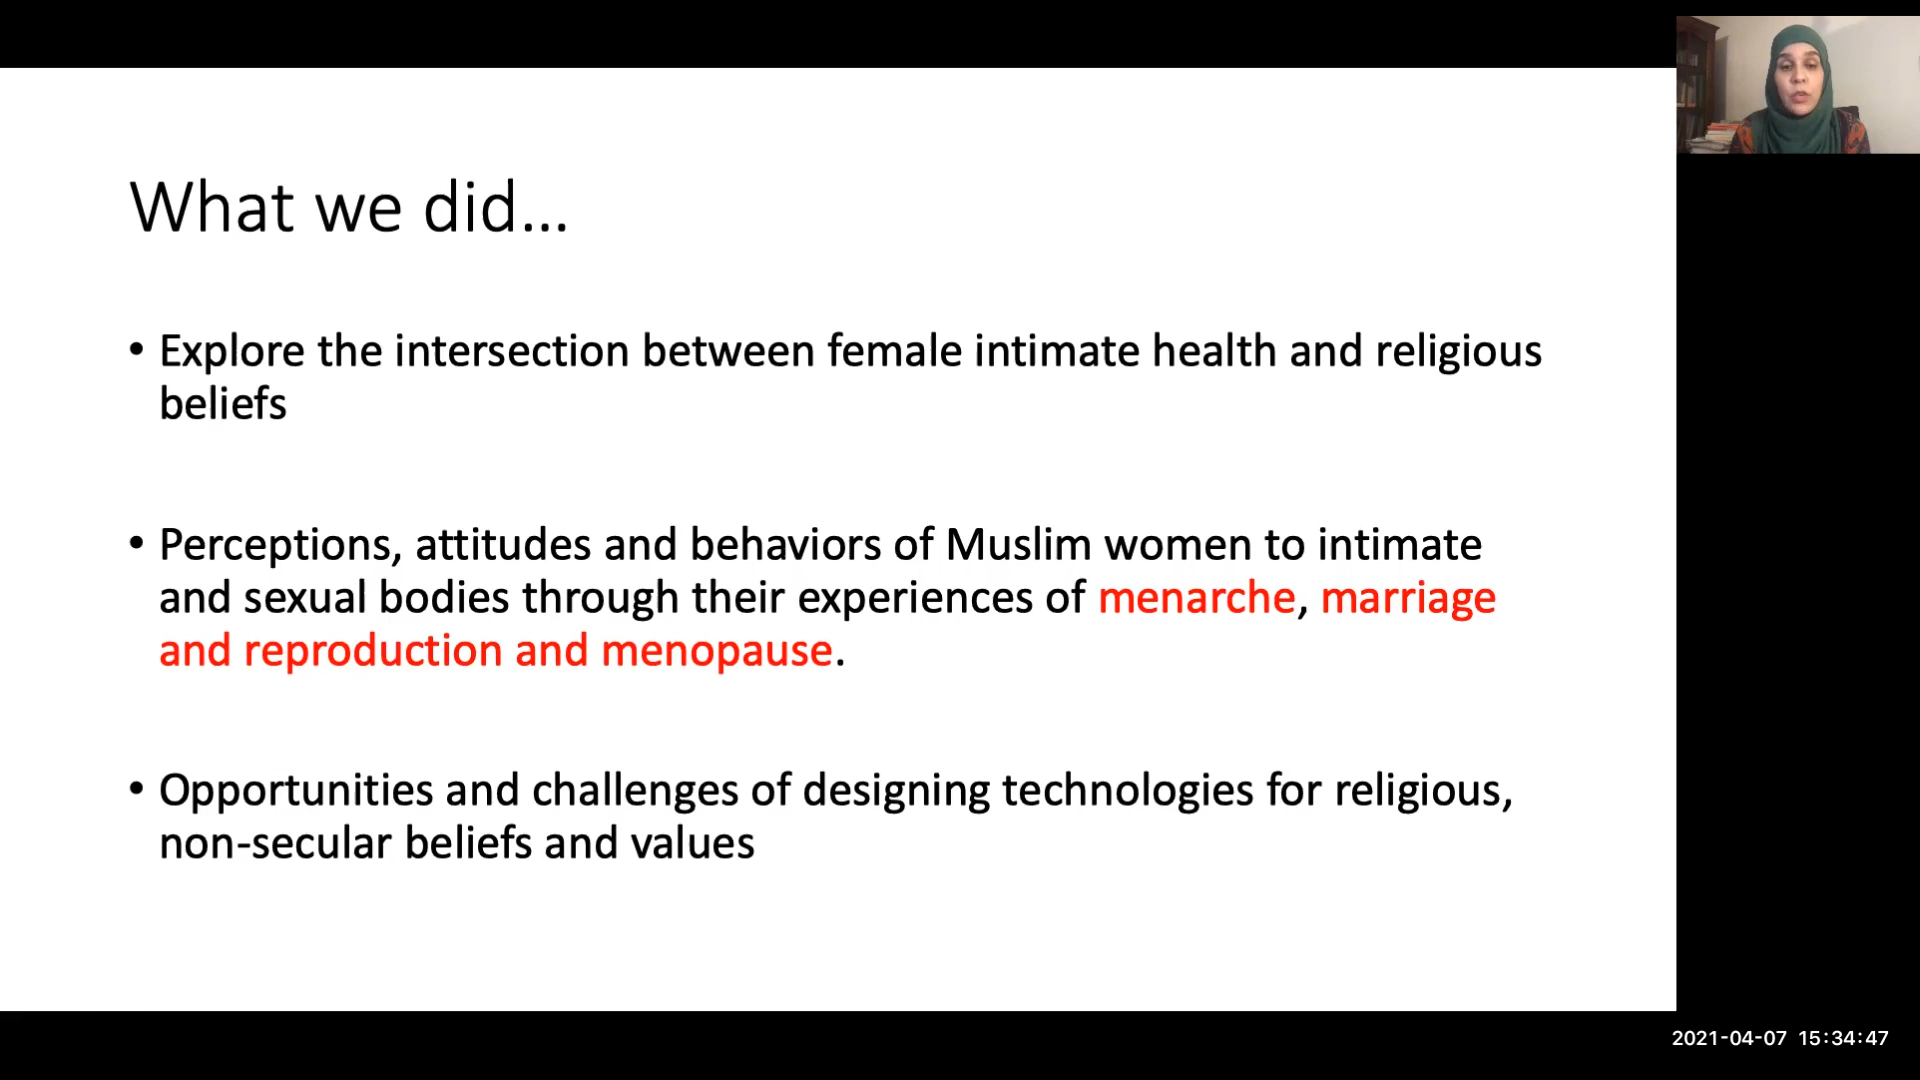 What we did...
• Explore the intersection between female intimate health and religious
beliefs
• Perceptions, attitudes and behaviors of Muslim women to intimate
and sexual bodies through their experiences of menarche, marriage
and reproduction and menopause.
• Opportunities and challenges of designing technologies for religious,
non-secular beliefs and values
2021-04-07 15:34:47